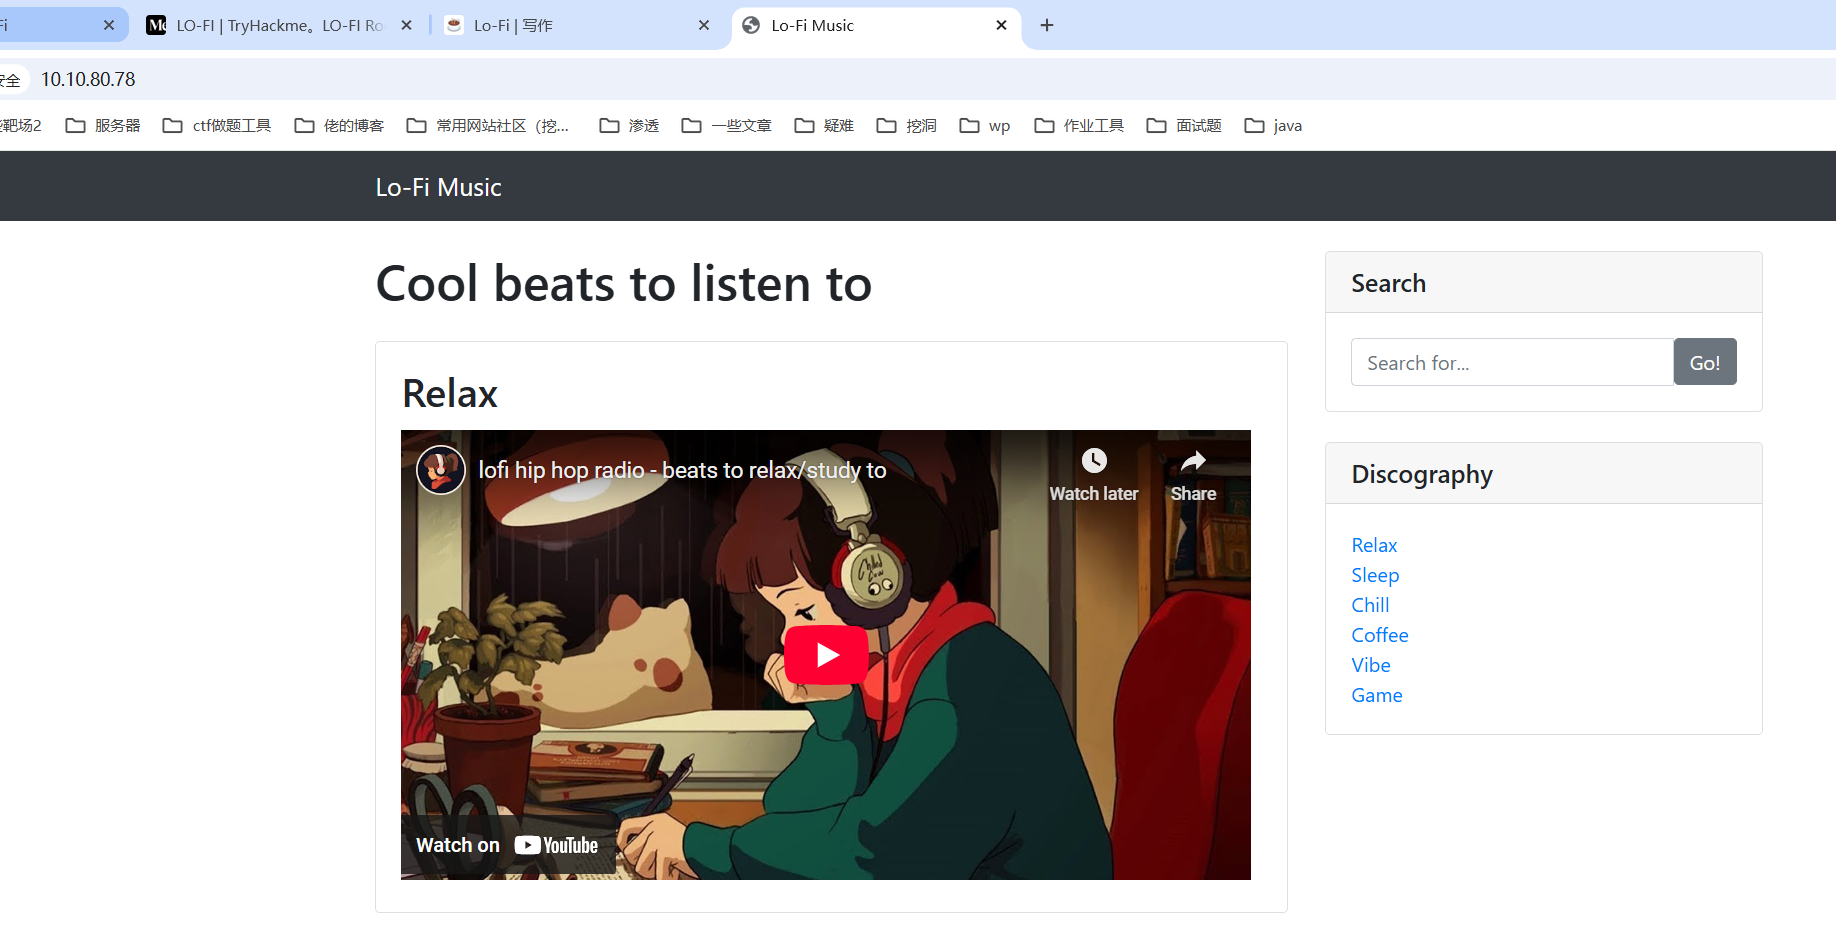 Fi
LO-FI | TryHackme。LO-FI Ro
Lo-Fi | 写作
Lo-Fi Music
安全
10.10.80.78
靶场2
服务器
ctf做题工具
佬的博客
常用网站社区（挖...
渗透
一些文章
疑难
挖洞
wp
作业工具
面试题
java
Lo-Fi Music
Cool beats to listen to
Relax
lofi hip hop radio - beats to relax/study to
Watch later
Share
Watch on YouTube
Search
Search for...
Go!
Discography
Relax
Sleep
Chill
Coffee
Vibe
Game